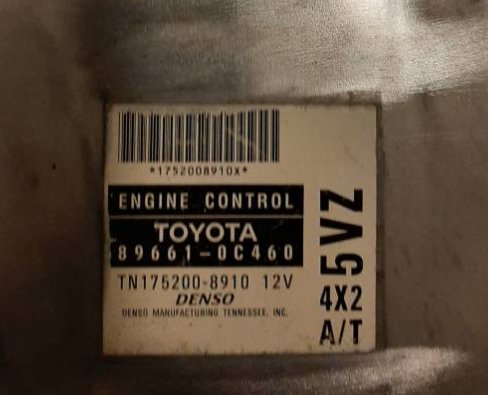 *1752008910X*
ENGINE CONTROL
TOYOTA
89661-0C460
TN175200-8910 12V
DENSO
DENSO MANUFACTURING TENNESSEE, INC.
5VZ
4X2
A/T